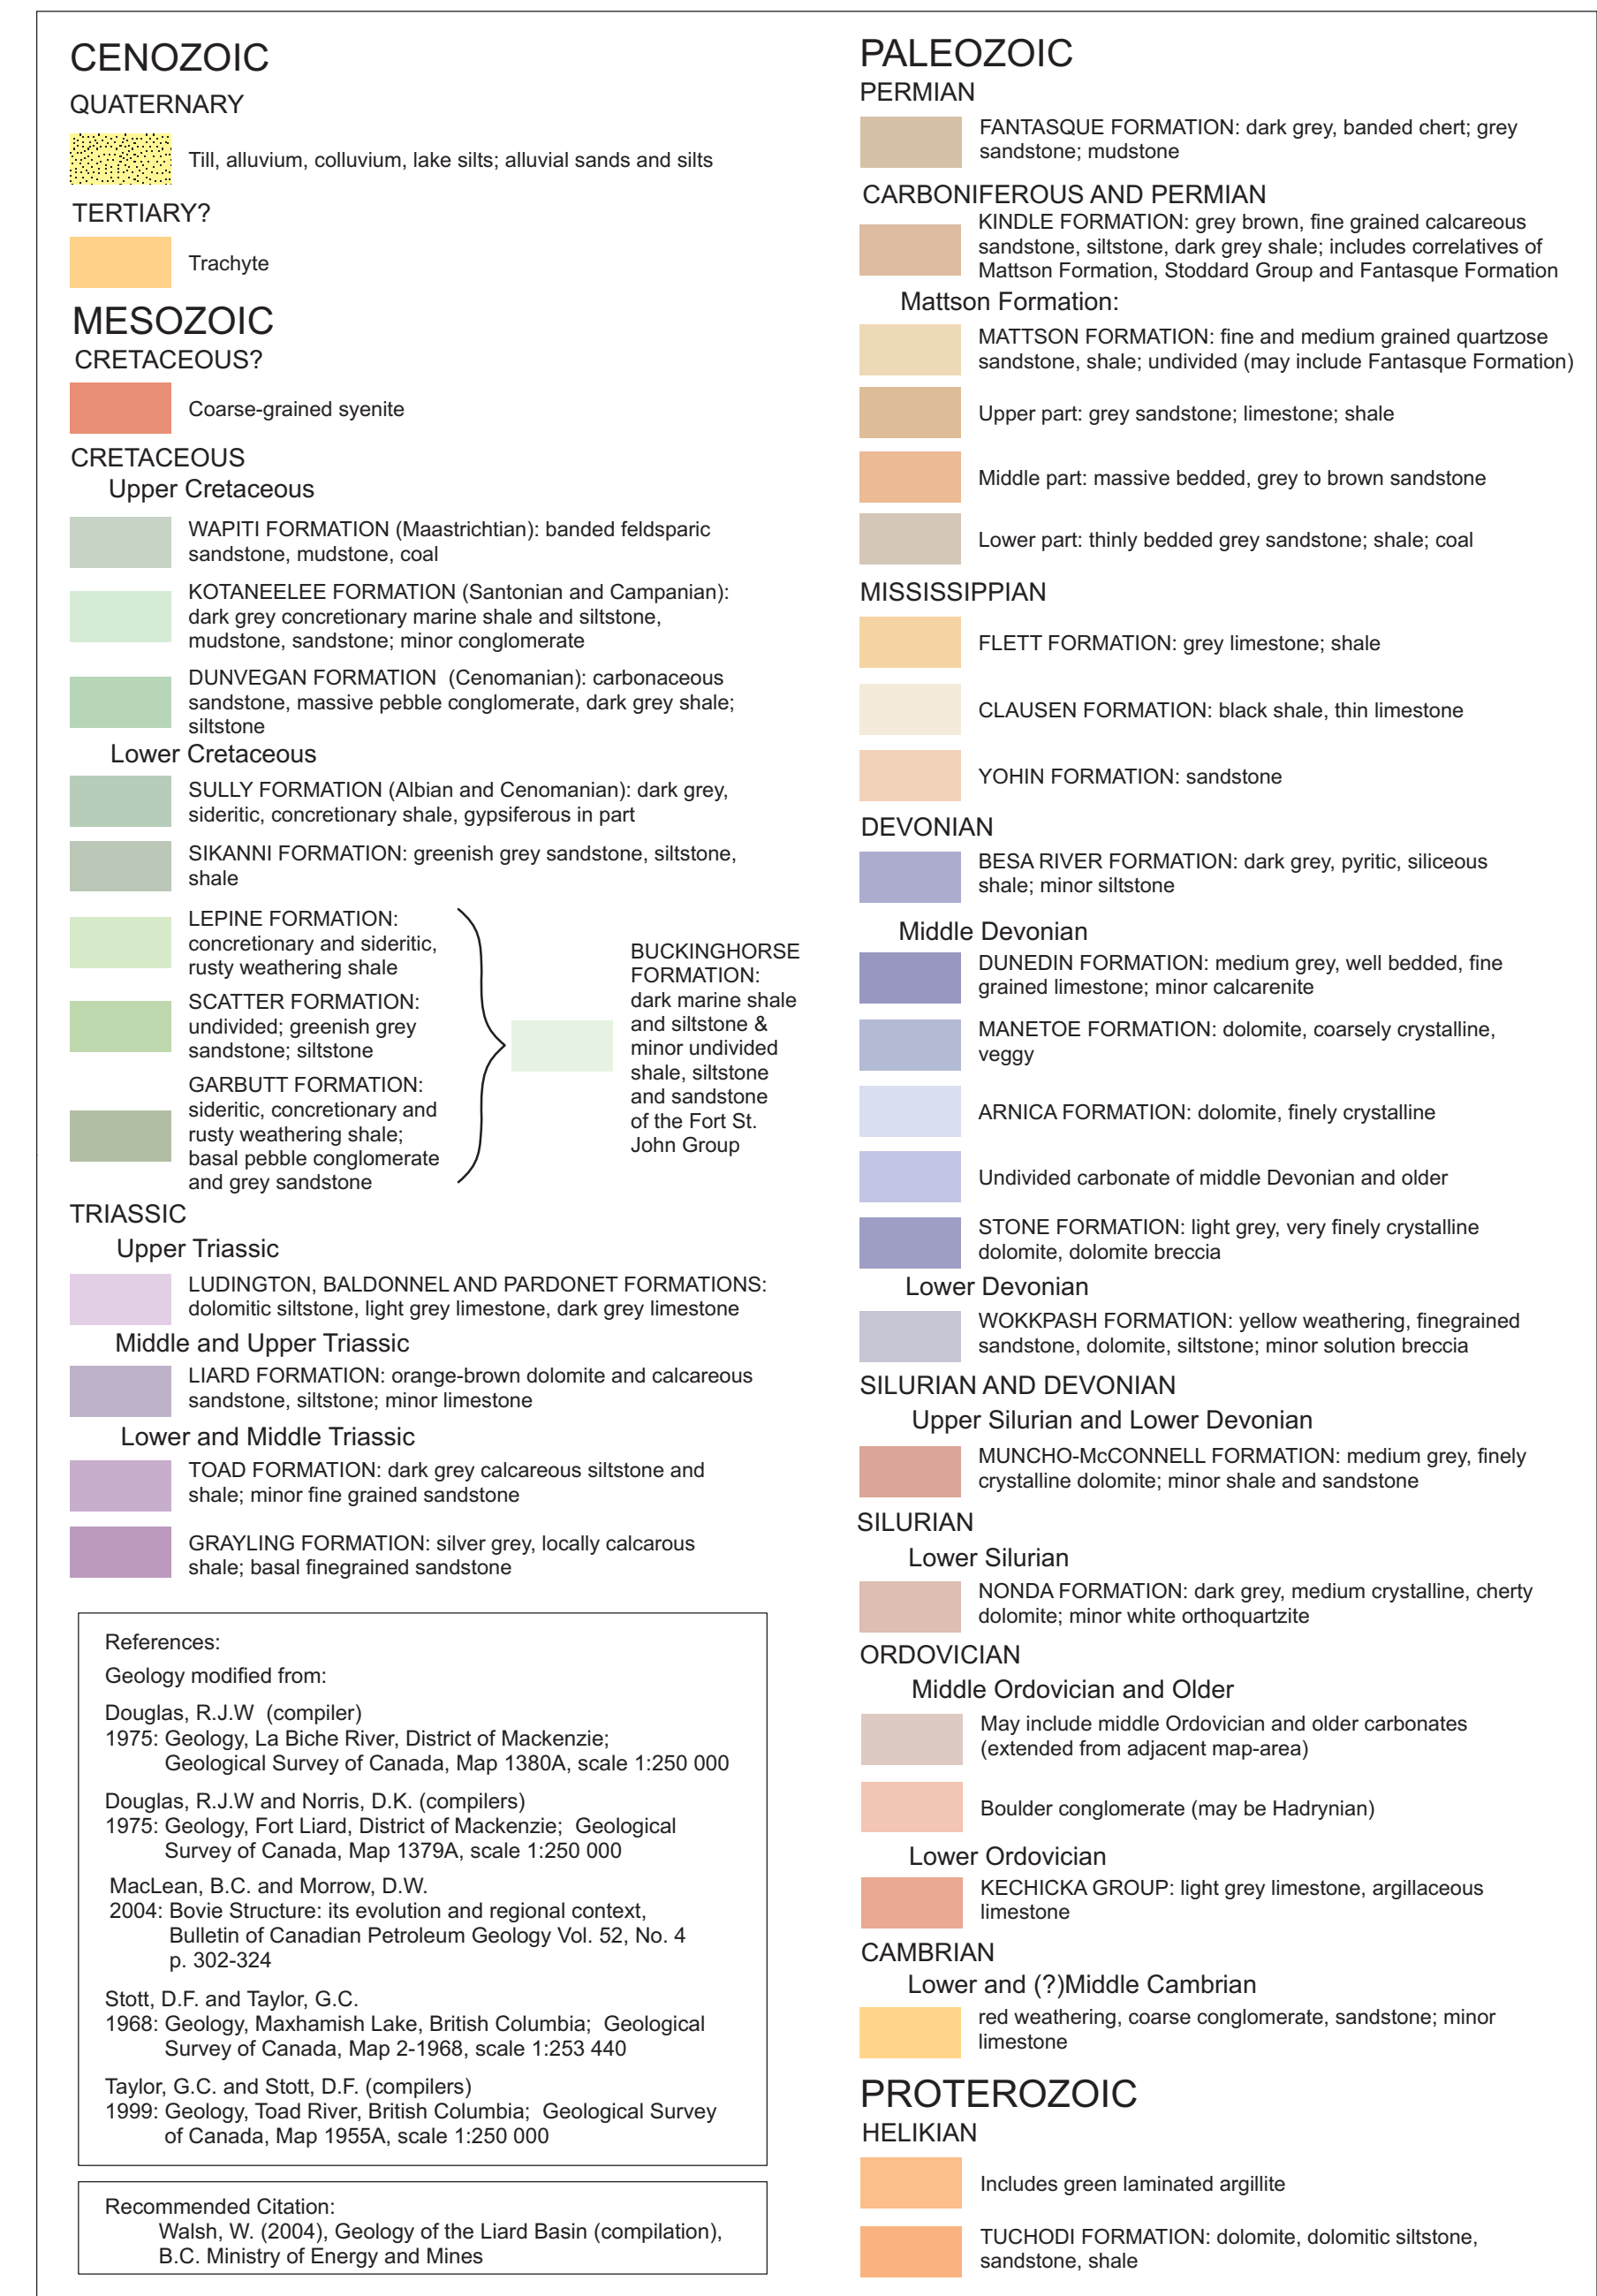 CENOZOIC
QUATERNARY
Till, alluvium, colluvium, lake silts; alluvial sands and silts
TERTIARY?
Trachyte
MESOZOIC
CRETACEOUS?
Coarse-grained syenite
CRETACEOUS
Upper Cretaceous
WAPITI FORMATION (Maastrichtian): banded feldsparic
sandstone, mudstone, coal
KOTANEELEE FORMATION (Santonian and Campanian):
dark grey concretionary marine shale and siltstone,
mudstone, sandstone; minor conglomerate
DUNVEGAN FORMATION (Cenomanian): carbonaceous
sandstone, massive pebble conglomerate, dark grey shale;
siltstone
Lower Cretaceous
SULLY FORMATION (Albian and Cenomanian): dark grey,
sideritic, concretionary shale, gypsiferous in part
SIKANNI FORMATION: greenish grey sandstone, siltstone,
shale
LEPINE FORMATION:
concretionary and sideritic,
rusty weathering shale
SCATTER FORMATION:
undivided; greenish grey
sandstone; siltstone
GARBUTT FORMATION:
sideritic, concretionary and
rusty weathering shale;
basal pebble conglomerate
and grey sandstone
BUCKINGHORSE
FORMATION:
dark marine shale
and siltstone &
minor undivided
shale, siltstone
and sandstone
of the Fort St.
John Group
TRIASSIC
Upper Triassic
LUDINGTON, BALDONNEL AND PARDONET FORMATIONS:
dolomitic siltstone, light grey limestone, dark grey limestone
Middle and Upper Triassic
LIARD FORMATION: orange-brown dolomite and calcareous
sandstone, siltstone; minor limestone
Lower and Middle Triassic
TOAD FORMATION: dark grey calcareous siltstone and
shale; minor fine grained sandstone
GRAYLING FORMATION: silver grey, locally calcarous
shale; basal finegrained sandstone
References:
Geology modified from:
Douglas, R.J.W (compiler)
1975: Geology, La Biche River, District of Mackenzie;
Geological Survey of Canada, Map 1380A, scale 1:250 000
Douglas, R.J.W and Norris, D.K. (compilers)
1975: Geology, Fort Liard, District of Mackenzie; Geological
Survey of Canada, Map 1379A, scale 1:250 000
MacLean, B.C. and Morrow, D.W.
2004: Bovie Structure: its evolution and regional context,
Bulletin of Canadian Petroleum Geology Vol. 52, No. 4
p. 302-324
Stott, D.F. and Taylor, G.C.
1968: Geology, Maxhamish Lake, British Columbia; Geological
Survey of Canada, Map 2-1968, scale 1:253 440
Taylor, G.C. and Stott, D.F. (compilers)
1999: Geology, Toad River, British Columbia; Geological Survey
of Canada, Map 1955A, scale 1:250 000
Recommended Citation:
Walsh, W. (2004), Geology of the Liard Basin (compilation),
B.C. Ministry of Energy and Mines
PALEOZOIC
PERMIAN
FANTASQUE FORMATION: dark grey, banded chert; grey
sandstone; mudstone
CARBONIFEROUS AND PERMIAN
KINDLE FORMATION: grey brown, fine grained calcareous
sandstone, siltstone, dark grey shale; includes correlatives of
Mattson Formation, Stoddard Group and Fantasque Formation
Mattson Formation:
MATTSON FORMATION: fine and medium grained quartzose
sandstone, shale; undivided (may include Fantasque Formation)
Upper part: grey sandstone; limestone; shale
Middle part: massive bedded, grey to brown sandstone
Lower part: thinly bedded grey sandstone; shale; coal
MISSISSIPPIAN
FLETT FORMATION: grey limestone; shale
CLAUSEN FORMATION: black shale, thin limestone
YOHIN FORMATION: sandstone
DEVONIAN
BESA RIVER FORMATION: dark grey, pyritic, siliceous
shale; minor siltstone
Middle Devonian
DUNEDIN FORMATION: medium grey, well bedded, fine
grained limestone; minor calcarenite
MANETOE FORMATION: dolomite, coarsely crystalline,
veggy
ARNICA FORMATION: dolomite, finely crystalline
Undivided carbonate of middle Devonian and older
STONE FORMATION: light grey, very finely crystalline
dolomite, dolomite breccia
Lower Devonian
WOKKPASH FORMATION: yellow weathering, finegrained
sandstone, dolomite, siltstone; minor solution breccia
SILURIAN AND DEVONIAN
Upper Silurian and Lower Devonian
MUNCHO-McCONNELL FORMATION: medium grey, finely
crystalline dolomite; minor shale and sandstone
SILURIAN
Lower Silurian
NONDA FORMATION: dark grey, medium crystalline, cherty
dolomite; minor white orthoquartzite
ORDOVICIAN
Middle Ordovician and Older
May include middle Ordovician and older carbonates
(extended from adjacent map-area)
Boulder conglomerate (may be Hadrynian)
Lower Ordovician
KECHICKA GROUP: light grey limestone, argillaceous
limestone
CAMBRIAN
Lower and (?)Middle Cambrian
red weathering, coarse conglomerate, sandstone; minor
limestone
PROTEROZOIC
HELIKIAN
Includes green laminated argillite
TUCHODI FORMATION: dolomite, dolomitic siltstone,
sandstone, shale